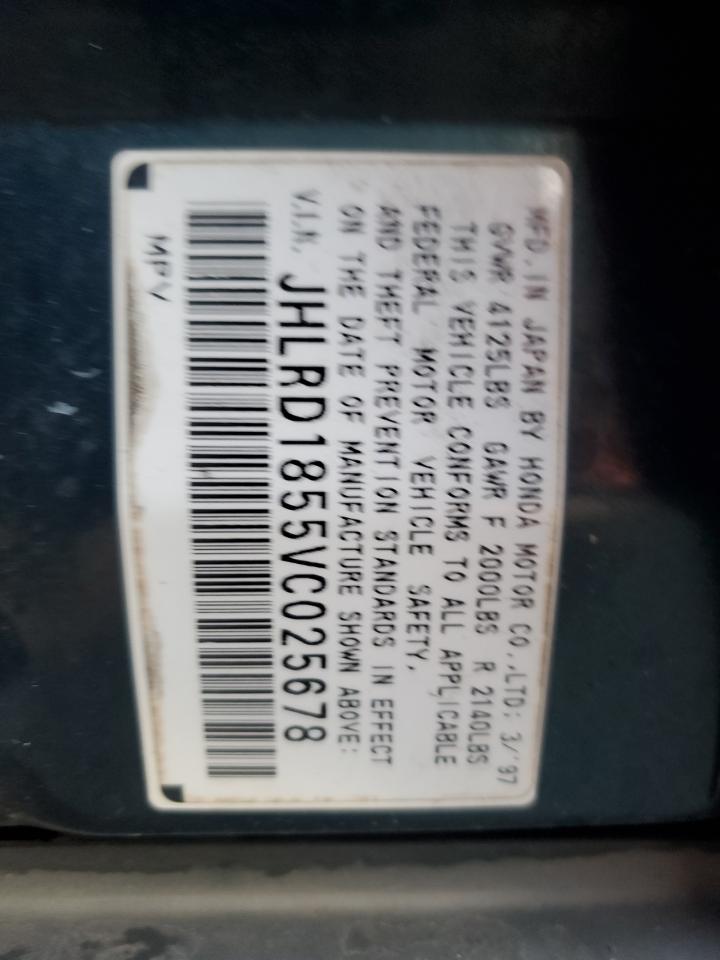 MFD. IN JAPAN BY HONDA MOTOR CO.,LTD: 3/'97
GVWR 4125LBS GAWR F 2000LBS R 2140LBS
THIS VEHICLE CONFORMS TO ALL APPLICABLE
FEDERAL MOTOR VEHICLE SAFETY,
AND THEFT PREVENTION STANDARDS IN EFFECT
ON THE DATE OF MANUFACTURE SHOWN ABOVE:
V.I.N. JHLRD1855VC025678
MPV